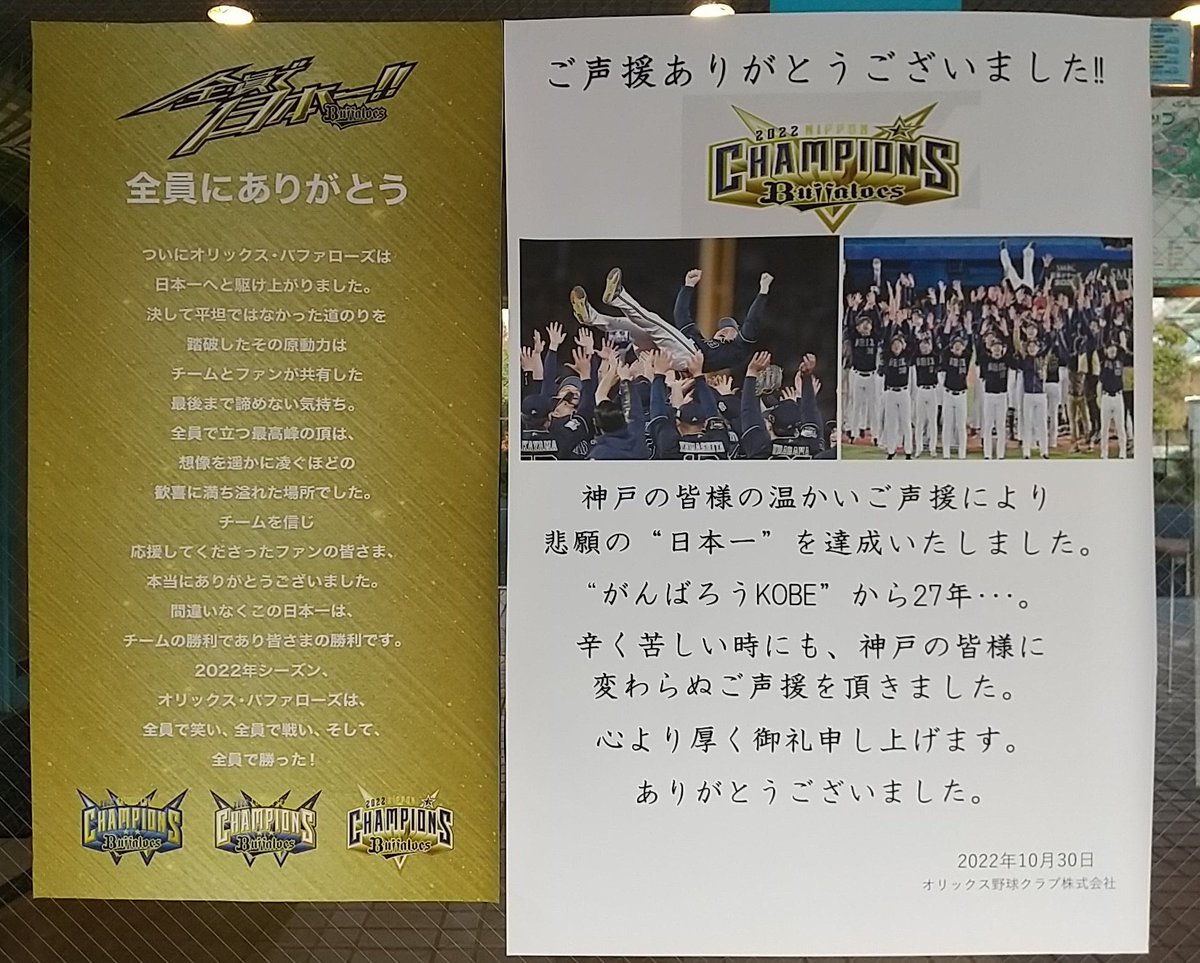 全員で日本一!!
Buffaloes
全員にありがとう
ついにオリックス・バファローズは
日本一へと駆け上がりました。
決して平坦ではなかった道のりを
踏破したその原動力は
チームとファンが共有した
最後まで諦めない気持ち。
全員で立つ最高峰の頂は、
想像を遥かに凌ぐほどの
歓喜に満ち溢れた場所でした。
チームを信じ
応援してくださったファンの皆さま、
本当にありがとうございました。
間違いなくこの日本一は、
チームの勝利であり皆さまの勝利です。
2022年シーズン、
オリックス・バファローズは、
全員で笑い、全員で戦い、そして、
全員で勝った!
CHAMPIONS
Buffaloes
CHAMPIONS
Buffaloes
2022 NIPPON
CHAMPIONS
Buffaloes
ご声援ありがとうございました!!
2022 NIPPON
CHAMPIONS
Buffaloes
神戸の皆様の温かいご声援により
悲願の“日本一”を達成いたしました。
“がんばろうKOBE”から27年･･･。
辛く苦しい時にも、神戸の皆様に
変わらぬご声援を頂きました。
心より厚く御礼申し上げます。
ありがとうございました。
2022年10月30日
オリックス野球クラブ株式会社